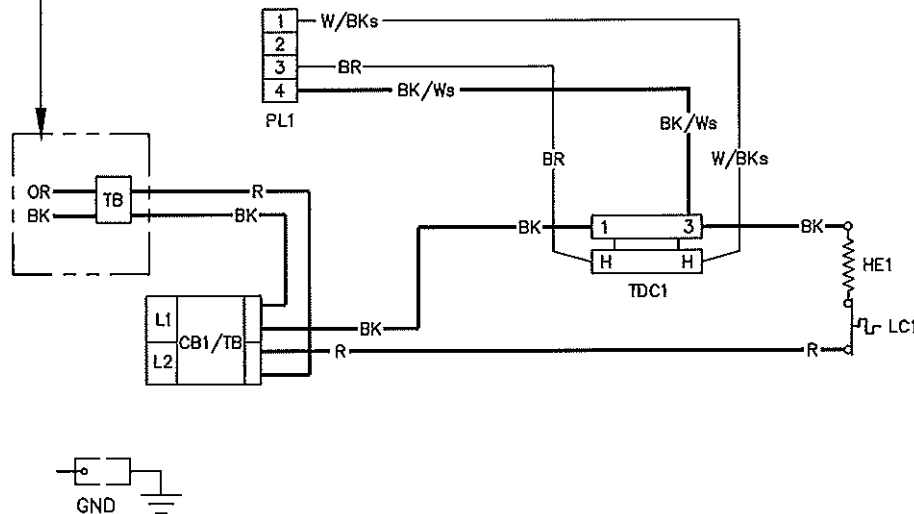 1 W/BKs
2
3 BR
4 BK/Ws
PL1
BK/Ws
BR
W/BKs
OR TB R
BK BK
BK 1 3 BK
H H
TDC1
HE1
L1
CB1/TB BK
LC1
L2 R R
GND